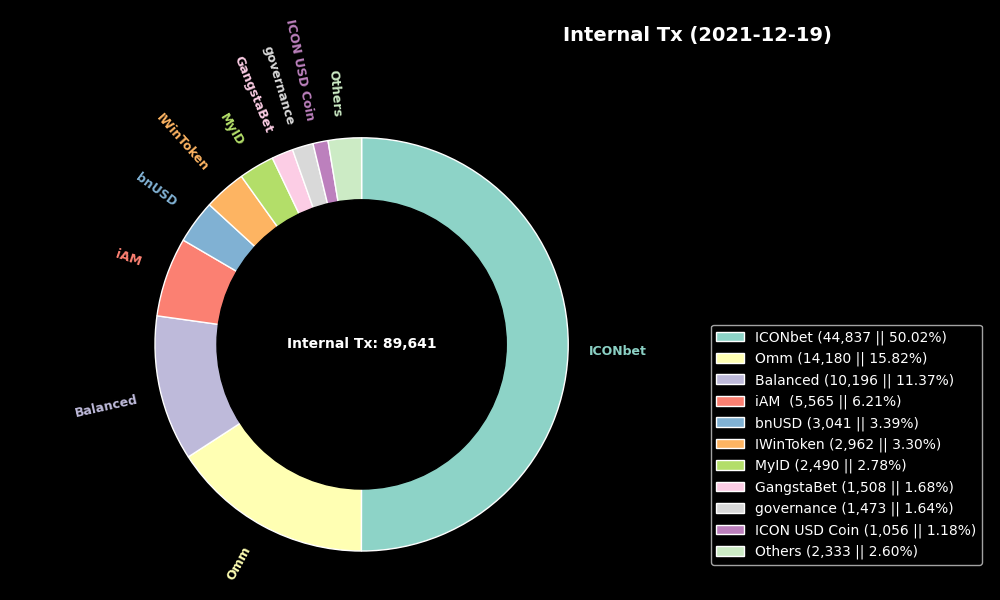 Internal Tx (2021-12-19)
ICON USD Coin
governance
GangstaBet
Others
MyID
IWinToken
bnUSD
iAM
Balanced
Omm
ICONbet
Internal Tx: 89,641
ICONbet (44,837 || 50.02%)
Omm (14,180 || 15.82%)
Balanced (10,196 || 11.37%)
iAM  (5,565 || 6.21%)
bnUSD (3,041 || 3.39%)
IWinToken (2,962 || 3.30%)
MyID (2,490 || 2.78%)
GangstaBet (1,508 || 1.68%)
governance (1,473 || 1.64%)
ICON USD Coin (1,056 || 1.18%)
Others (2,333 || 2.60%)